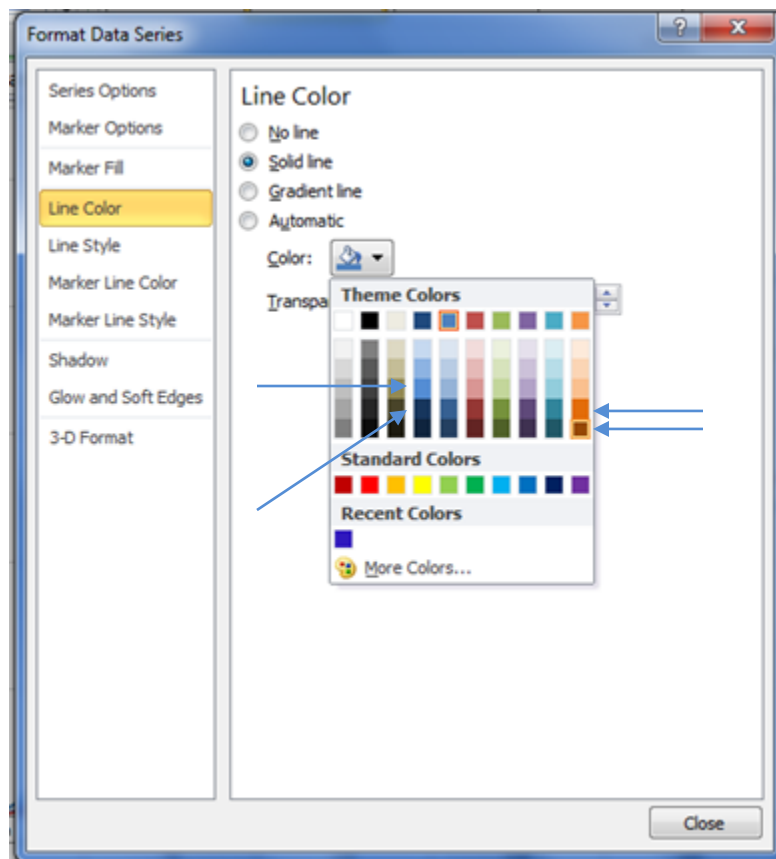 Format Data Series
Series Options
Marker Options
Marker Fill
Line Color
Line Style
Marker Line Color
Marker Line Style
Shadow
Glow and Soft Edges
3-D Format
Line Color
No line
Solid line
Gradient line
Automatic
Color:
Transpa
Theme Colors
Standard Colors
Recent Colors
More Colors...
Close